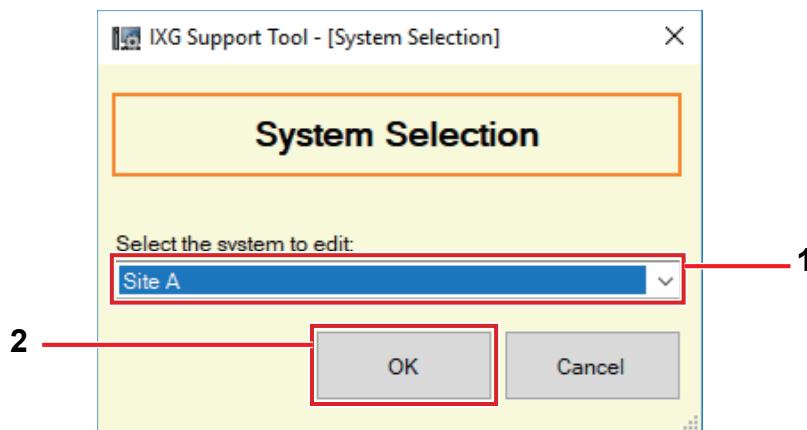 IXG Support Tool - [System Selection]
System Selection
Select the system to edit:
Site A
1
2
OK
Cancel